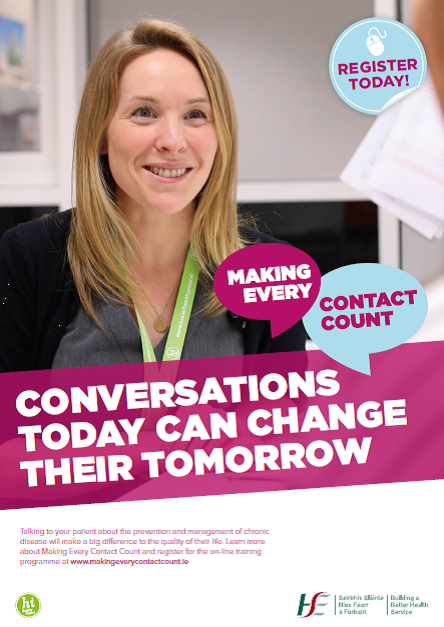 REGISTER
TODAY!
MAKING
EVERY
CONTACT
COUNT
CONVERSATIONS
TODAY CAN CHANGE
THEIR TOMORROW
Talking to your patient about the prevention and management of chronic
disease will make a big difference to the quality of their life. Learn more
about Making Every Contact Count and register for the on-line training
programme at www.makingeverycontactcount.ie
hi
Seirbhís Sláinte
Níos Fearr
á Forbairt
Building a
Better Health
Service